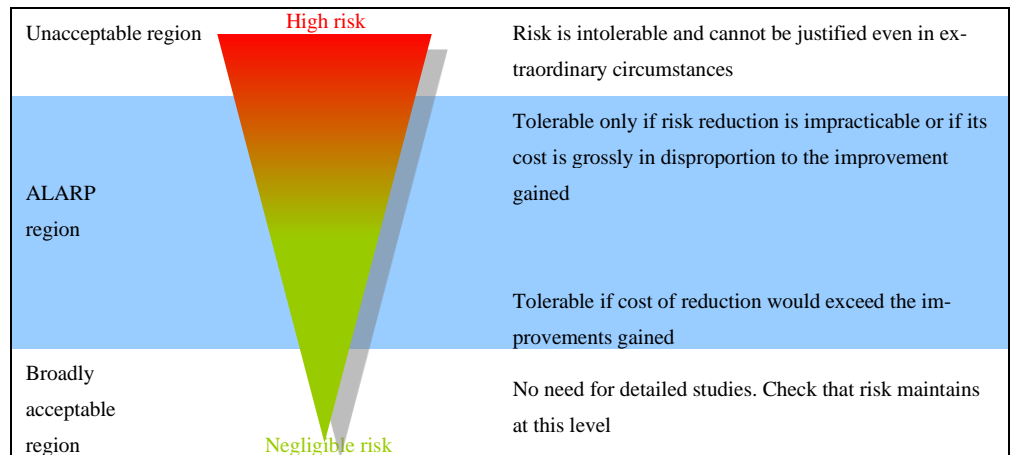 High risk
Unacceptable region
Risk is intolerable and cannot be justified even in ex-
traordinary circumstances
Tolerable only if risk reduction is impracticable or if its
cost is grossly in disproportion to the improvement
gained
ALARP
region
Tolerable if cost of reduction would exceed the im-
provements gained
Broadly
acceptable
region
No need for detailed studies. Check that risk maintains
at this level
Negligible risk